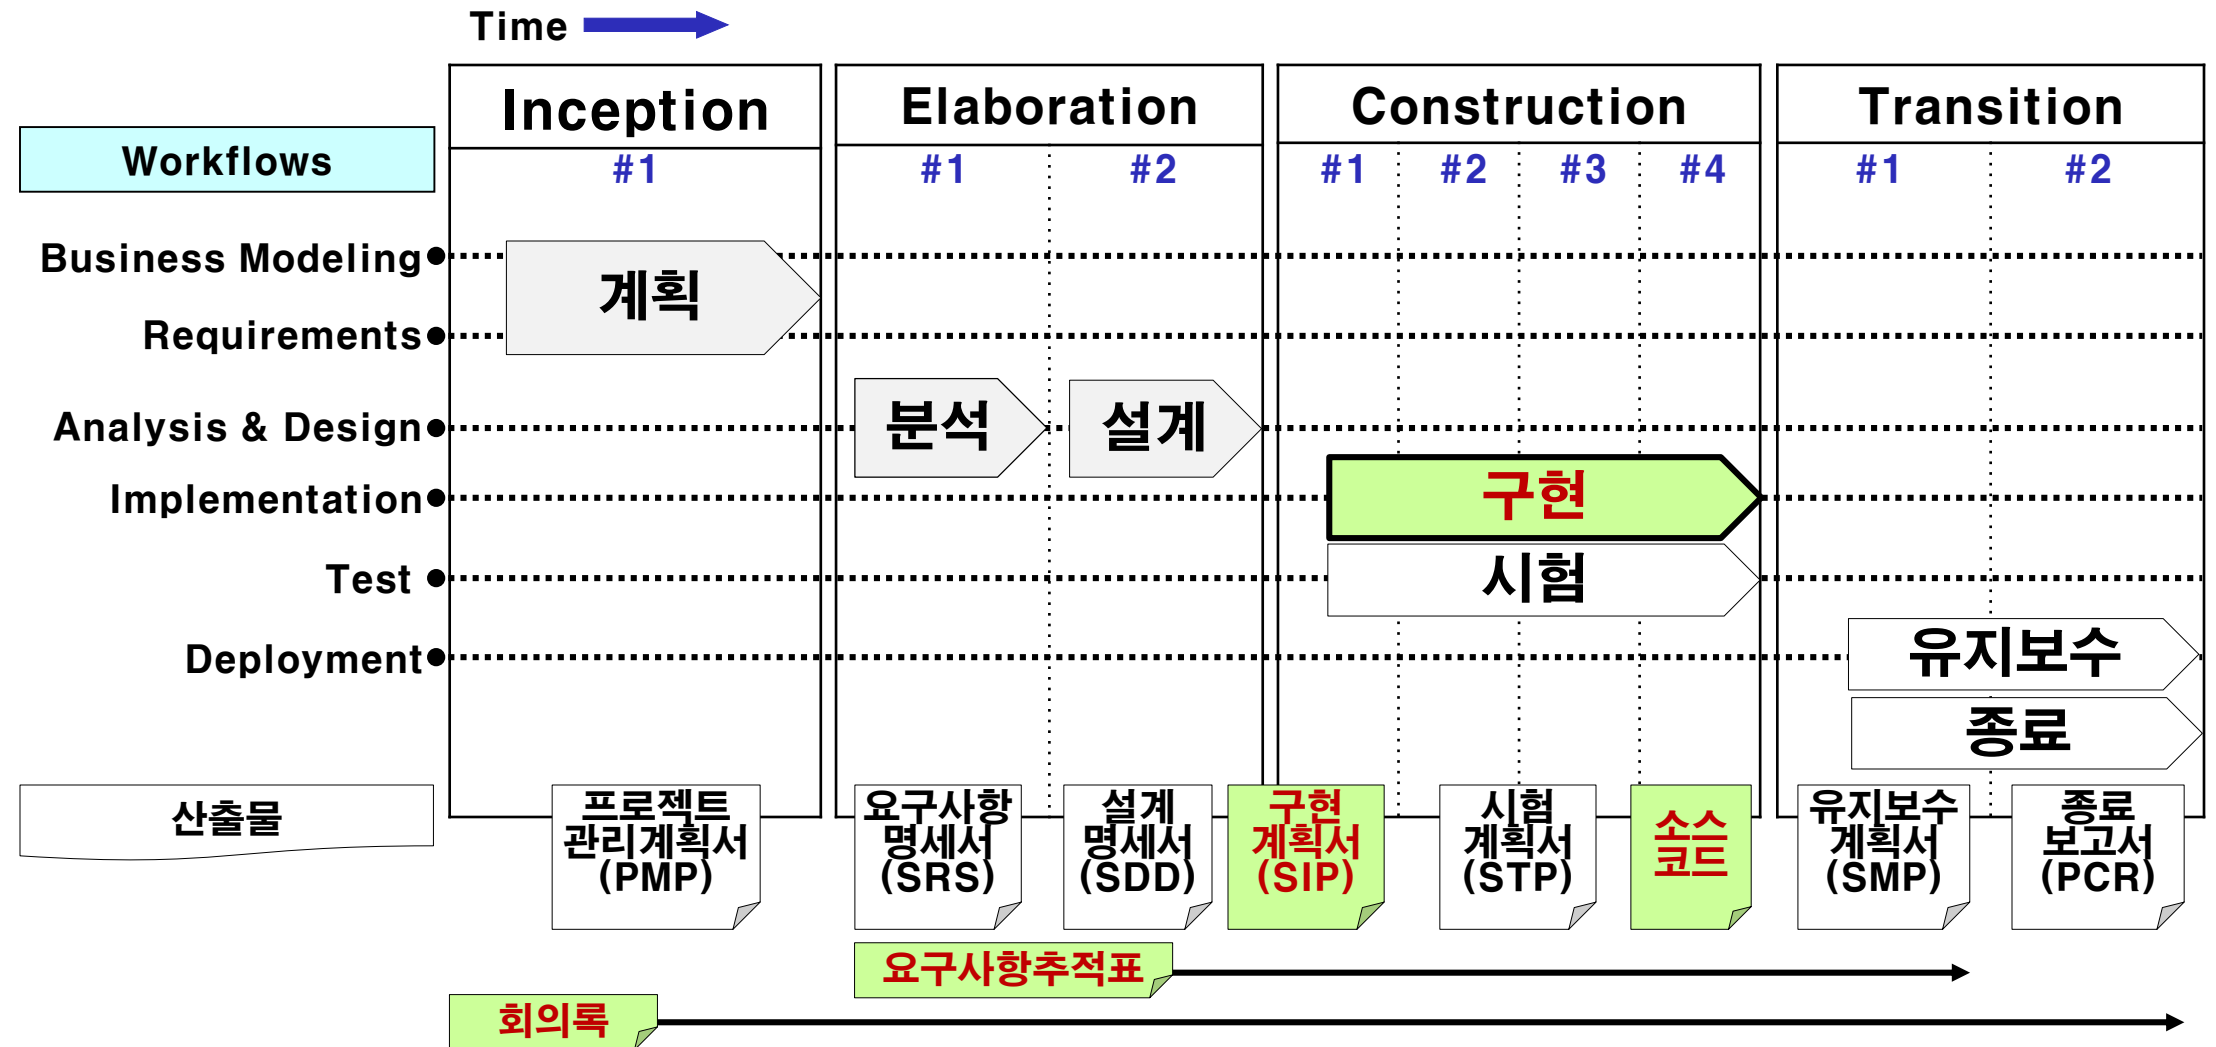 Time
Inception
Elaboration
Construction
Transition
Workflows
#1
#1
#2
#1
#2
#3
#4
#1
#2
Business Modeling
계획
Requirements
Analysis & Design
분석
설계
Implementation
구현
Test
시험
Deployment
유지보수
종료
산출물
프로젝트
관리계획서
(PMP)
요구사항
명세서
(SRS)
설계
명세서
(SDD)
구현
계획서
(SIP)
시험
계획서
(STP)
소스
코드
유지보수
계획서
(SMP)
종료
보고서
(PCR)
요구사항추적표
회의록